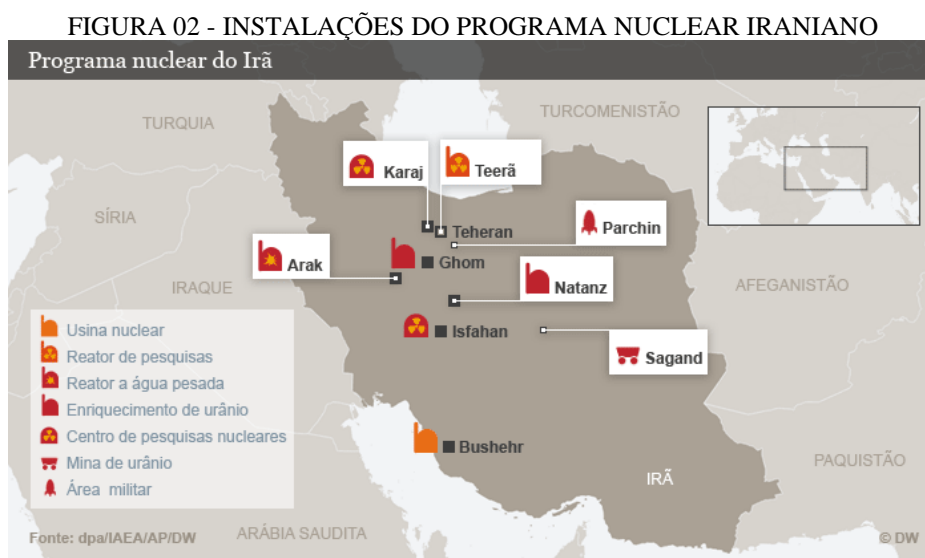 FIGURA 02 - INSTALAÇÕES DO PROGRAMA NUCLEAR IRANIANO
Programa nuclear do Irã
TURQUIA
TURCOMENISTÃO
Karaj
Teerã
SÍRIA
Teheran
Parchin
Arak
Ghom
IRAQUE
Natanz
AFEGANISTÃO
Isfahan
Sagand
Usina nuclear
Reator de pesquisas
Reator a água pesada
Enriquecimento de urânio
Centro de pesquisas nucleares
Mina de urânio
Área militar
Bushehr
IRÃ
PAQUISTÃO
Fonte: dpa/IAEA/AP/DW
ARÁBIA SAUDITA
© DW